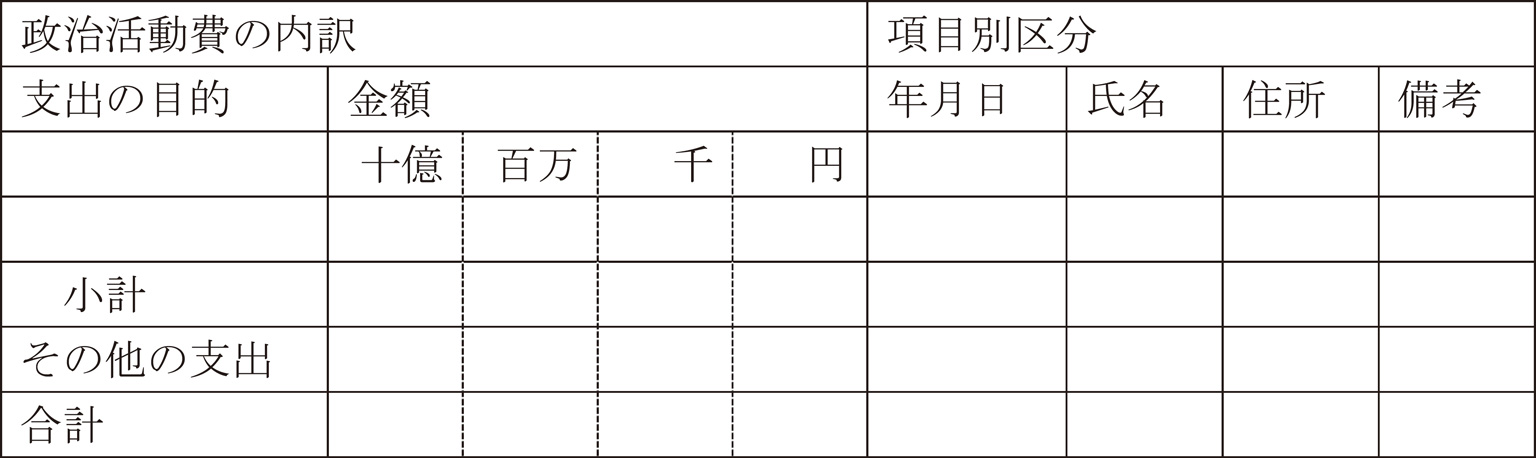 政治活動費の内訳 項目別区分
支出の目的 金額 年月日 氏名 住所 備考
十億 百万 千 円
小計
その他の支出
合計